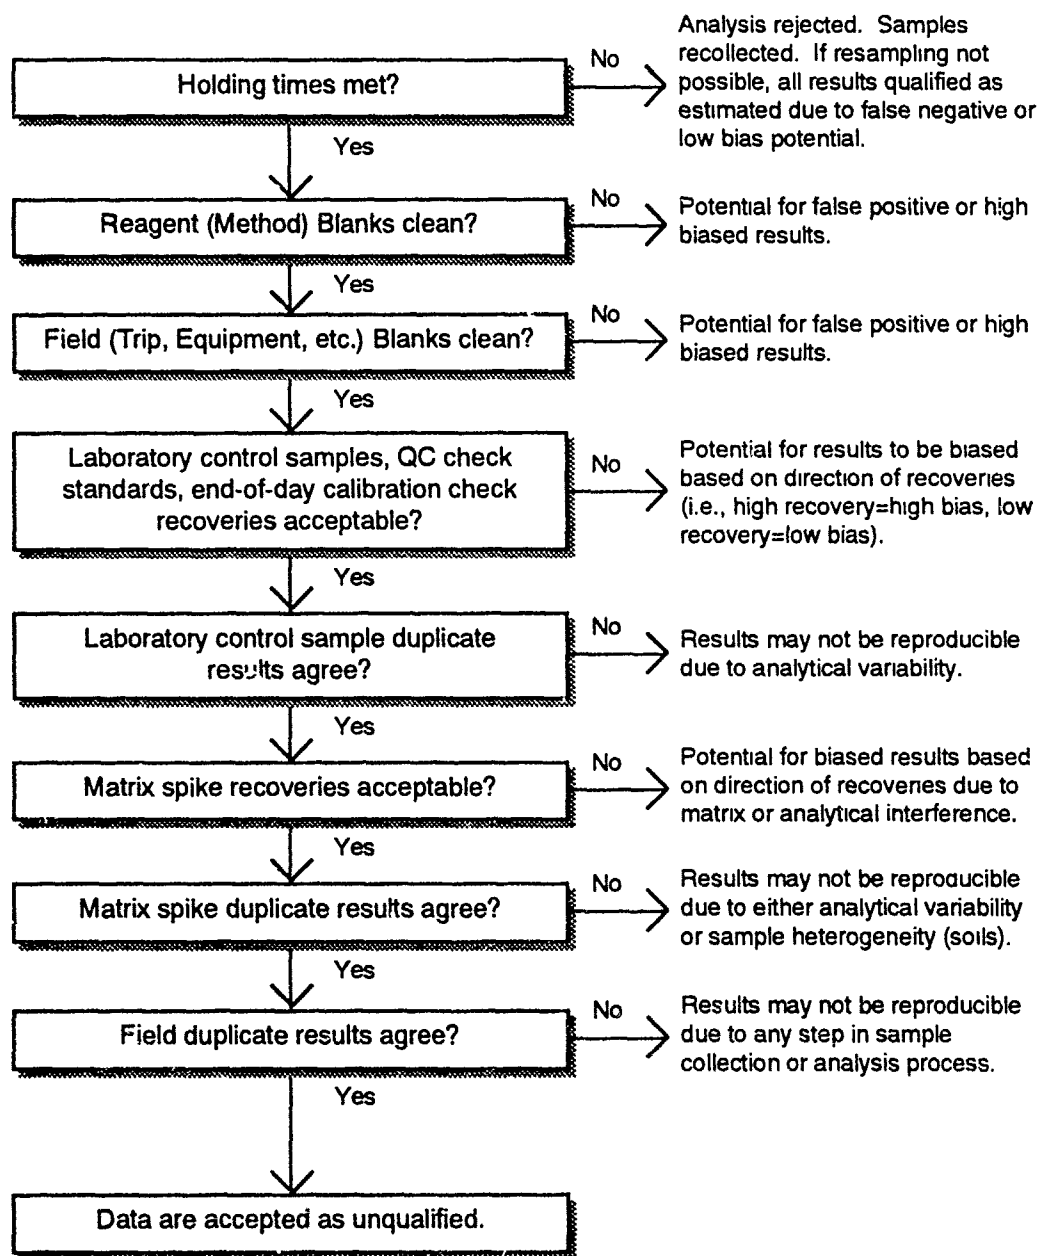 Holding times met?
No
Analysis rejected. Samples
recollected. If resampling not
possible, all results qualified as
estimated due to false negative or
low bias potential.
Yes
Reagent (Method) Blanks clean?
No
Potential for false positive or high
biased results.
Yes
Field (Trip, Equipment, etc.) Blanks clean?
No
Potential for false positive or high
biased results.
Yes
Laboratory control samples, QC check
standards, end-of-day calibration check
recoveries acceptable?
No
Potential for results to be biased
based on direction of recoveries
(i.e., high recovery=high bias, low
recovery=low bias).
Yes
Laboratory control sample duplicate
results agree?
No
Results may not be reproducible
due to analytical variability.
Yes
Matrix spike recoveries acceptable?
No
Potential for biased results based
on direction of recoveries due to
matrix or analytical interference.
Yes
Matrix spike duplicate results agree?
No
Results may not be reproducible
due to either analytical variability
or sample heterogeneity (soils).
Yes
Field duplicate results agree?
No
Results may not be reproducible
due to any step in sample
collection or analysis process.
Yes
Data are accepted as unqualified.